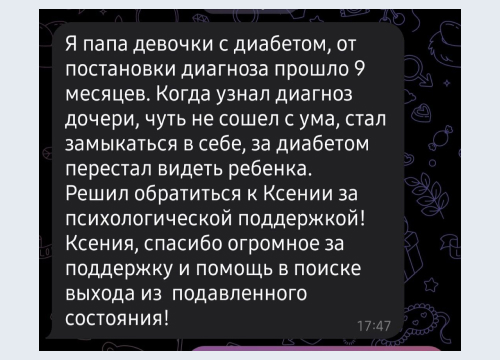 Я папа девочки с диабетом, от
постановки диагноза прошло 9
месяцев. Когда узнал диагноз
дочери, чуть не сошел с ума, стал
замыкаться в себе, за диабетом
перестал видеть ребенка.
Решил обратиться к Ксении за
психологической поддержкой!
Ксения, спасибо огромное за
поддержку и помощь в поиске
выхода из подавленного
состояния!
17:47